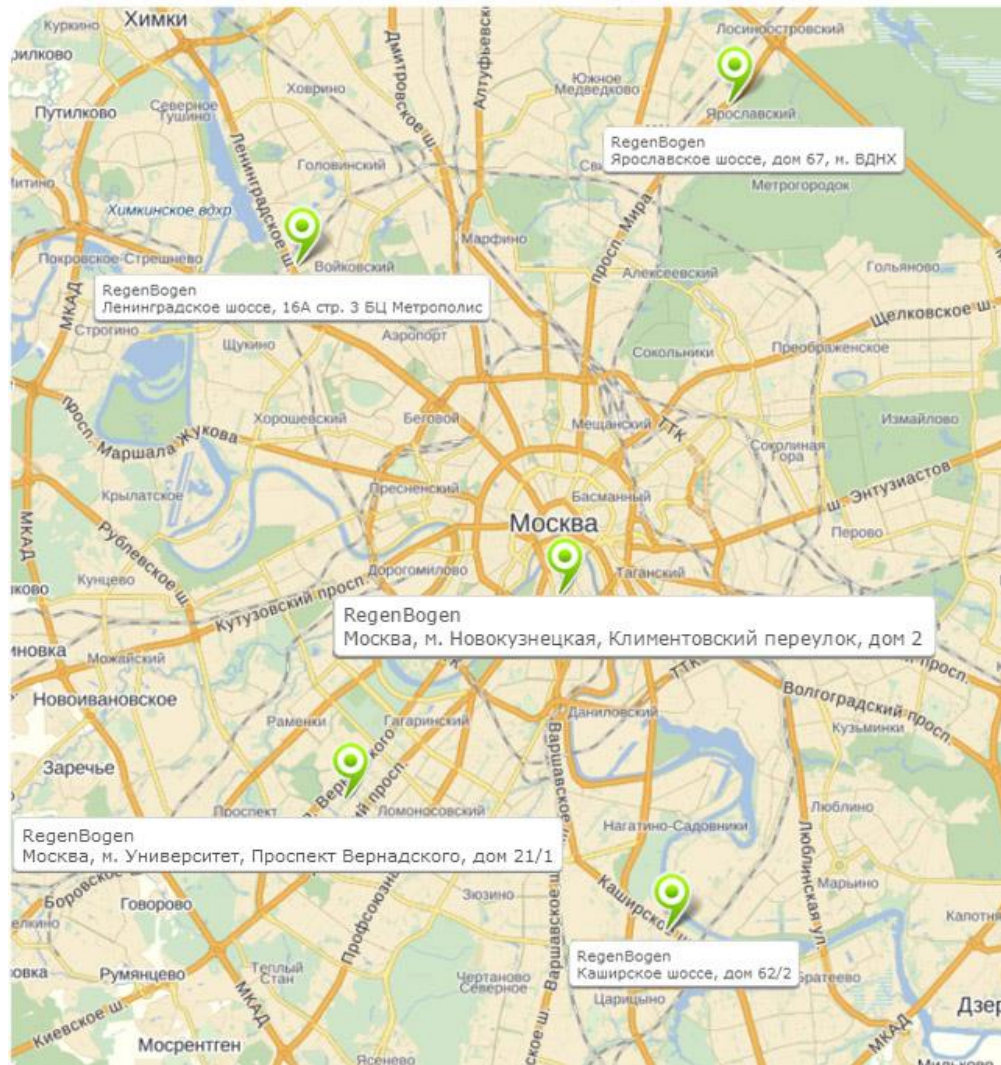 Химки
Куркино
Лосиноостровский
Дмитровское ш.
Алтуфьевское
Ховрино
Южное
Медведково
Путилково
Северное
Тушино
Ярославский
Ленинградское ш.
Головинский
RegenBogen
Ярославское шоссе, дом 67, м. ВДНХ
Метрогородок
Химкинское вдхр
просп. Мира
Марфино
Покровское-Стрешнево
Войковский
Алексеевский
Гольяново
RegenBogen
Ленинградское шоссе, 16А стр. 3 БЦ Метрополис
МКАД
Строгино
Щукино
Аэропорт
Щелковское ш.
Сокольники
Преображенское
просп. Маршала Жукова
Хорошевский
Беговой
Мещанский
ТТК
Измайлово
Соколиная
Гора
Крылатское
Пресненский
Басманный
ш. Энтузиастов
МКАД
Рублевское ш.
Москва
Перово
Кунцево
Дорогомилово
Таганский
Кутузовский просп.
RegenBogen
Москва, м. Новокузнецкая, Климентовский переулок, дом 2
Можайский
ТТК
просп.
Новоивановское
Волгоградский просп.
Раменки
Гагаринский
Даниловский
Кузьминки
Заречье
Варшавское
Проспект
Ломоносовский
Люблино
Нагатино-Садовники
RegenBogen
Москва, м. Университет, Проспект Вернадского, дом 21/1
Люблинская ул.
Марьино
Говорово
Зюзино
Каширское
Капотня
Профсоюзная
Варшавское
RegenBogen
Каширское шоссе, дом 62/2
Румянцево
Теплый
Стан
Чертаново
Северное
Братеево
Царицыно
Киевское ш.
МКАД
Мосрентген
МКАД
Ясенево